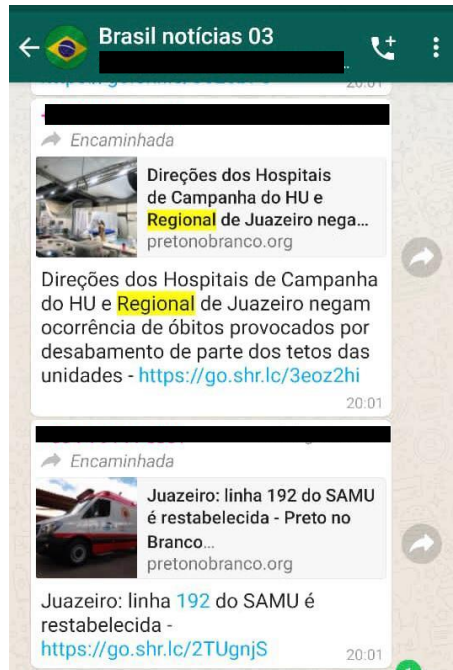 Brasil notícias 03
20:01
Encaminhada
Direções dos Hospitais
de Campanha do HU e
Regional de Juazeiro nega...
pretonobranco.org
Direções dos Hospitais de Campanha
do HU e Regional de Juazeiro negam
ocorrência de óbitos provocados por
desabamento de parte dos tetos das
unidades - https://go.shr.lc/3eoz2hi
20:01
Encaminhada
Juazeiro: linha 192 do SAMU
é restabelecida - Preto no
Branco...
pretonobranco.org
Juazeiro: linha 192 do SAMU é
restabelecida -
https://go.shr.lc/2TUgnjS
20:01